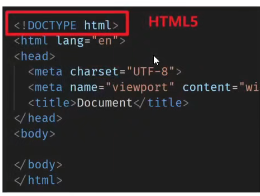 <!DOCTYPE html> HTML5
<html lang="en">
<head>
<meta charset="UTF-8">
<meta name="viewport" content="wi
<title>Document</title>
</head>
<body>
</body>
</html>